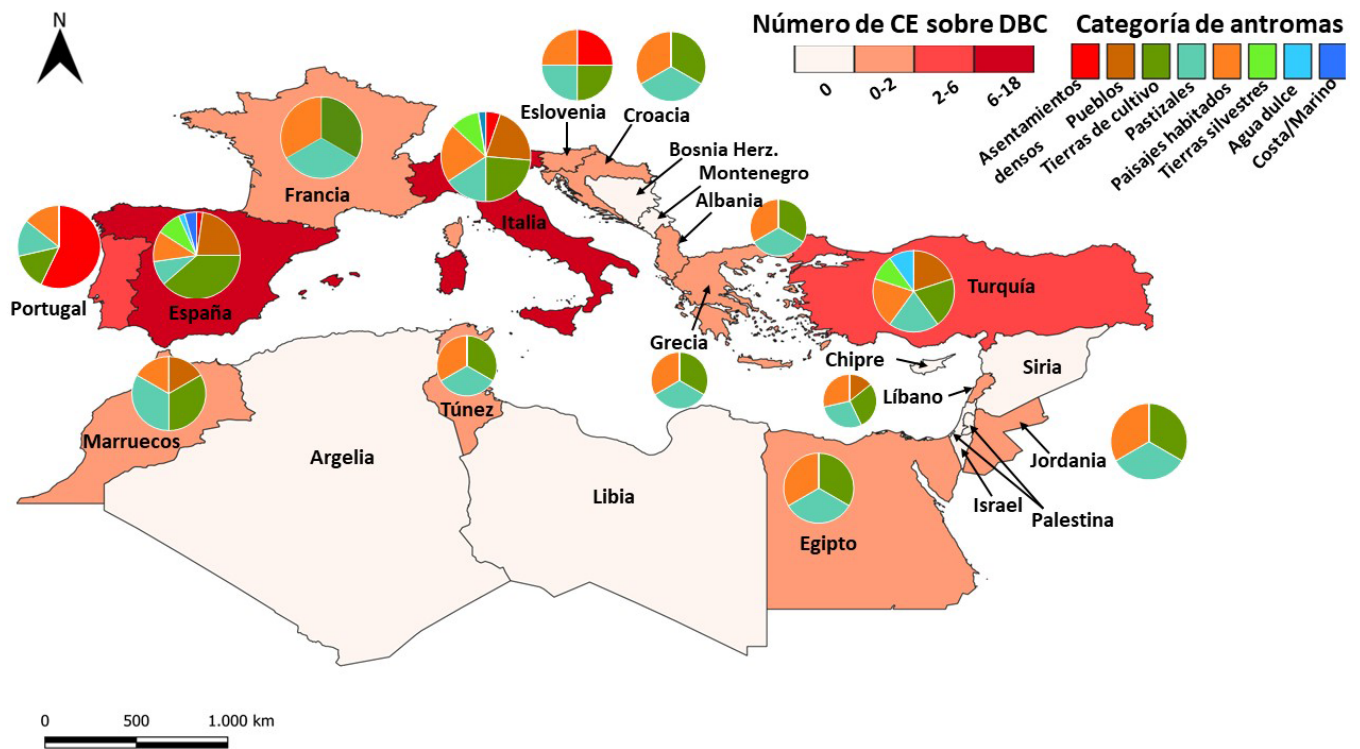 N
Número de CE sobre DBC
0
0-2
2-6
6-18
Categoría de antromas
Asentamientos
densos
Pueblos
Tierras de cultivo
Pastizales
Paisajes habitados
Tierras silvestres
Agua dulce
Costa/Marino
Eslovenia
Croacia
Bosnia Herz.
Montenegro
Albania
Francia
Italia
Portugal
España
Turquía
Grecia
Chipre
Siria
Líbano
Marruecos
Túnez
Argelia
Libia
Egipto
Jordania
Israel
Palestina
0 500 1.000 km